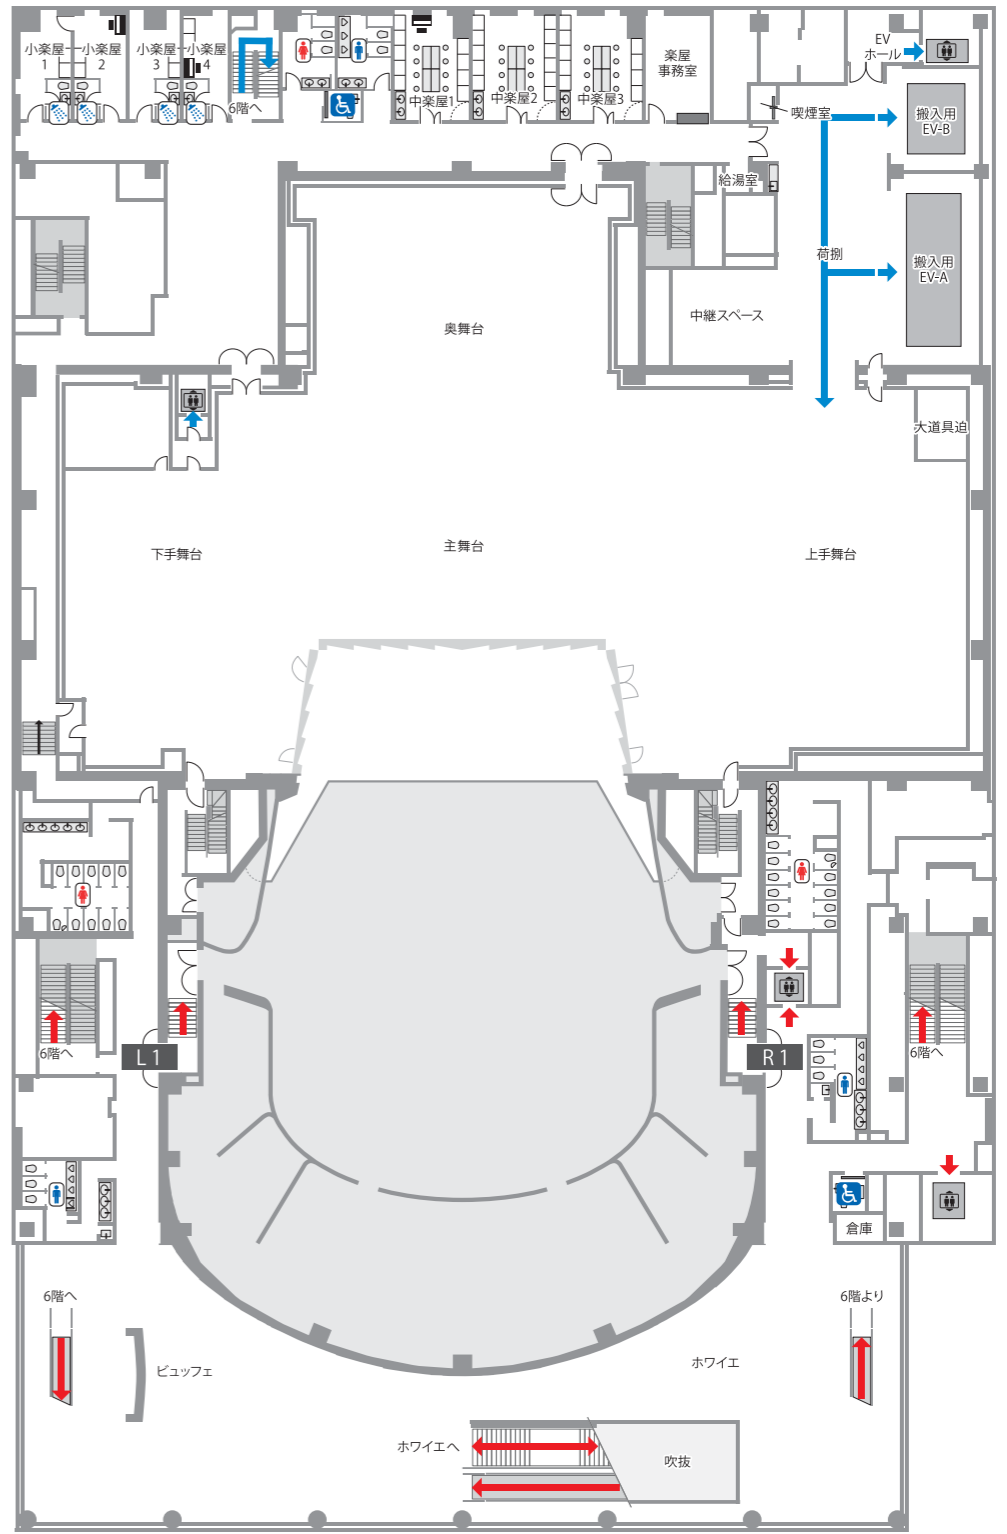 小楽屋
1
小楽屋
2
小楽屋
3
小楽屋
4
6階へ
中楽屋1
中楽屋2
中楽屋3
楽屋
事務室
EV
ホール
喫煙室
搬入用
EV-B
給湯室
荷捌
搬入用
EV-A
中継スペース
奥舞台
大道具迫
下手舞台
主舞台
上手舞台
6階へ
L 1
R 1
6階へ
倉庫
6階へ
6階より
ビュッフェ
ホワイエ
ホワイエへ
吹抜